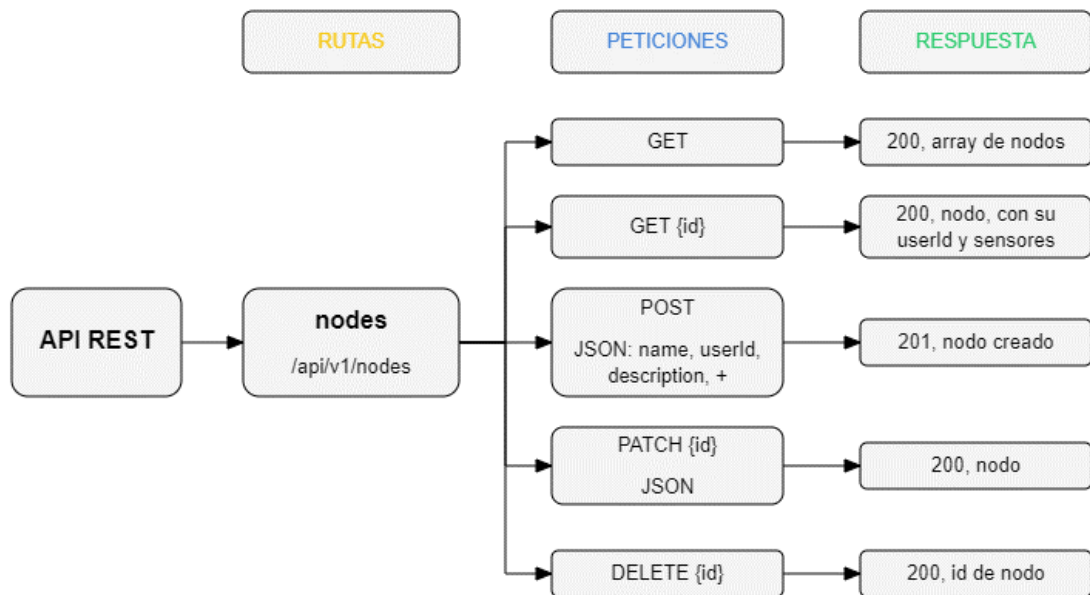 RUTAS
PETICIONES
RESPUESTA
GET
200, array de nodos
GET {id}
200, nodo, con su
userId y sensores
API REST
nodes
/api/v1/nodes
POST
JSON: name, userId,
description, +
201, nodo creado
PATCH {id}
JSON
200, nodo
DELETE {id}
200, id de nodo